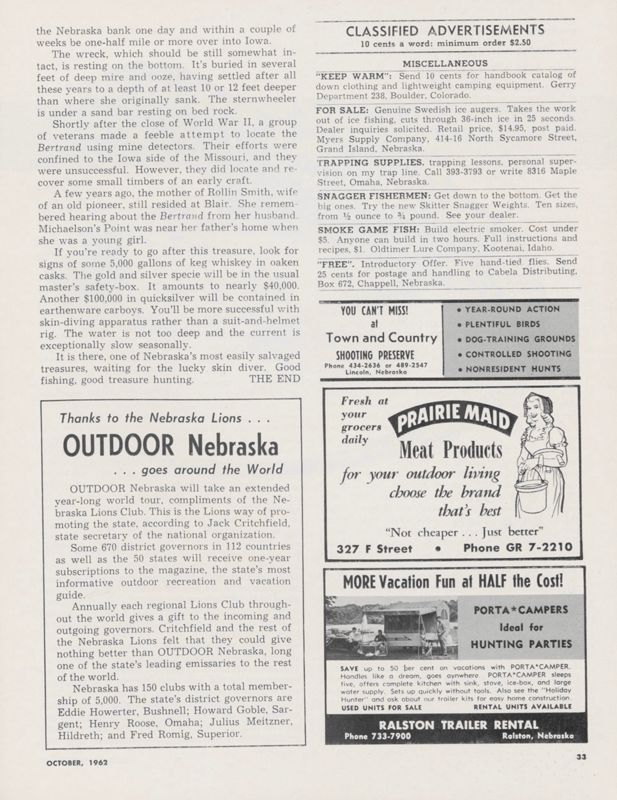 the Nebraska bank one day and within a couple of
weeks be one-half mile or more over into Iowa.
The wreck, which should be still somewhat in-
tact, is resting on the bottom. It's buried in several
feet of deep mire and ooze, having settled after all
these years to a depth of at least 10 or 12 feet deeper
than where she originally sank. The sternwheeler
is under a sand bar resting on bed rock.
Shortly after the close of World War II, a group
of veterans made a feeble attempt to locate the
Bertrand using mine detectors. Their efforts were
confined to the Iowa side of the Missouri, and they
were unsuccessful. However, they did locate and re-
cover some small timbers of an early craft.
A few years ago, the mother of Rollin Smith, wife
of an old pioneer, still resided at Blair. She remem-
bered hearing about the Bertrand from her husband.
Michaelson's Point was near her father's home when
she was a young girl.
If you're ready to go after this treasure, look for
signs of some 5,000 gallons of keg whiskey in oaken
casks. The gold and silver specie will be in the usual
master's safety-box. It amounts to nearly $40,000.
Another $100,000 in quicksilver will be contained in
earthenware carboys. You'll be more successful with
skin-diving apparatus rather than a suit-and-helmet
rig. The water is not too deep and the current is
exceptionally slow seasonally.
It is there, one of Nebraska's most easily salvaged
treasures, waiting for the lucky skin diver. Good
fishing, good treasure hunting. THE END
Thanks to the Nebraska Lions . . .
OUTDOOR Nebraska
. . . goes around the World
OUTDOOR Nebraska will take an extended
year-long world tour, compliments of the Ne-
braska Lions Club. This is the Lions way of pro-
moting the state, according to Jack Critchfield,
state secretary of the national organization.
Some 670 district governors in 112 countries
as well as the 50 states will receive one-year
subscriptions to the magazine, the state's most
informative outdoor recreation and vacation
guide.
Annually each regional Lions Club through-
out the world gives a gift to the incoming and
outgoing governors. Critchfield and the rest of
the Nebraska Lions felt that they could give
nothing better than OUTDOOR Nebraska, long
one of the state's leading emissaries to the rest
of the world.
Nebraska has 150 clubs with a total member-
ship of 5,000. The state's district governors are
Eddie Howerter, Bushnell; Howard Goble, Sar-
gent; Henry Roose, Omaha; Julius Meitzner,
Hildreth; and Fred Romig, Superior.
CLASSIFIED ADVERTISEMENTS
10 cents a word: minimum order $2.50
MISCELLANEOUS
"KEEP WARM": Send 10 cents for handbook catalog of
down clothing and lightweight camping equipment. Gerry
Department 238, Boulder, Colorado.
FOR SALE: Genuine Swedish ice augers. Takes the work
out of ice fishing, cuts through 36-inch ice in 25 seconds.
Dealer inquiries solicited. Retail price, $14.95, post paid.
Myers Supply Company, 414-16 North Sycamore Street,
Grand Island, Nebraska.
TRAPPING SUPPLIES, trapping lessons, personal super-
vision on my trap line. Call 393-3793 or write 8316 Maple
Street, Omaha, Nebraska.
SNAGGER FISHERMEN: Get down to the bottom. Get the
big ones. Try the new Skitter Snagger Weights. Ten sizes,
from ½ ounce to ¾ pound. See your dealer.
SMOKE GAME FISH: Build electric smoker. Cost under
$5. Anyone can build in two hours. Full instructions and
recipes, $1. Oldtimer Lure Company, Kootenai, Idaho.
"FREE". Introductory Offer. Five hand-tied flies. Send
25 cents for postage and handling to Cabela Distributing,
Box 672, Chappell, Nebraska.
YOU CAN'T MISS!
at
Town and Country
SHOOTING PRESERVE
Phone 434-2636 or 489-2547
Lincoln, Nebraska
• YEAR-ROUND ACTION
• PLENTIFUL BIRDS
• DOG-TRAINING GROUNDS
• CONTROLLED SHOOTING
• NONRESIDENT HUNTS
Fresh at
your
grocers
daily
PRAIRIE MAID
Meat Products
for your outdoor living
choose the brand
that's best
"Not cheaper . . . Just better"
327 F Street • Phone GR 7-2210
MORE Vacation Fun at HALF the Cost!
PORTA*CAMPERS
Ideal for
HUNTING PARTIES
SAVE up to 50 per cent on vacations with PORTA*CAMPER.
Handles like a dream, goes anywhere. PORTA*CAMPER sleeps
five, offers complete kitchen with sink, stove, ice-box, and large
water supply. Sets up quickly without tools. Also see the "Holiday
Hunter" and ask about our trailer kits for easy home construction.
USED UNITS FOR SALE RENTAL UNITS AVAILABLE
RALSTON TRAILER RENTAL
Phone 733-7900 Ralston, Nebraska
OCTOBER, 1962
33